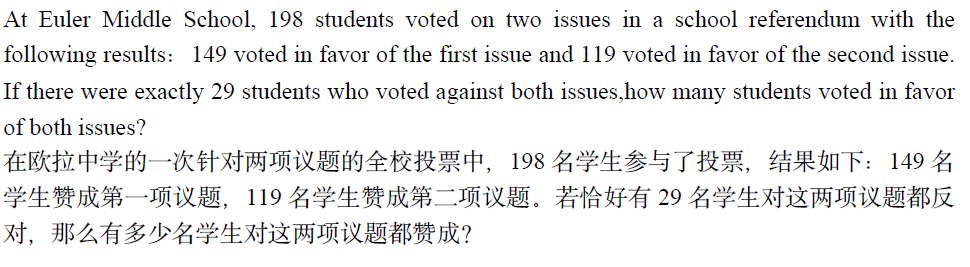 At Euler Middle School, 198 students voted on two issues in a school referendum with the
following results： 149 voted in favor of the first issue and 119 voted in favor of the second issue.
If there were exactly 29 students who voted against both issues,how many students voted in favor
of both issues?
在欧拉中学的一次针对两项议题的全校投票中，198 名学生参与了投票，结果如下：149 名
学生赞成第一项议题，119 名学生赞成第二项议题。若恰好有 29 名学生对这两项议题都反
对，那么有多少名学生对这两项议题都赞成？